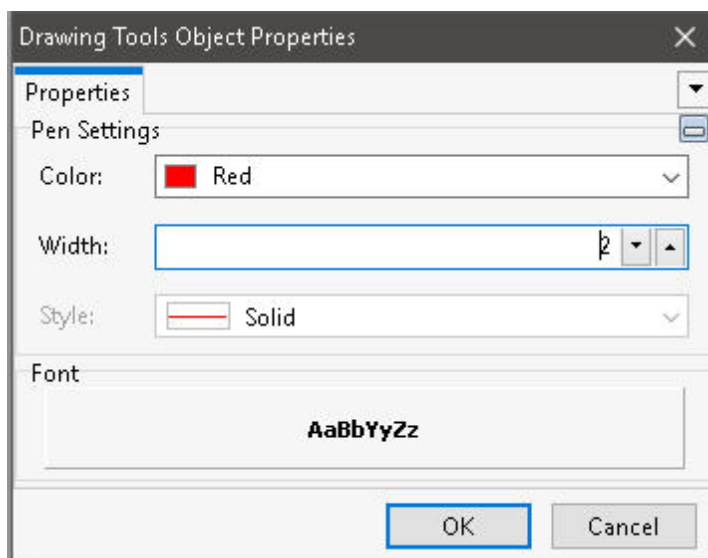 Drawing Tools Object Properties
Properties
Pen Settings
Color: Red
Width: 2
Style: Solid
Font
AaBbYyZz
OK Cancel